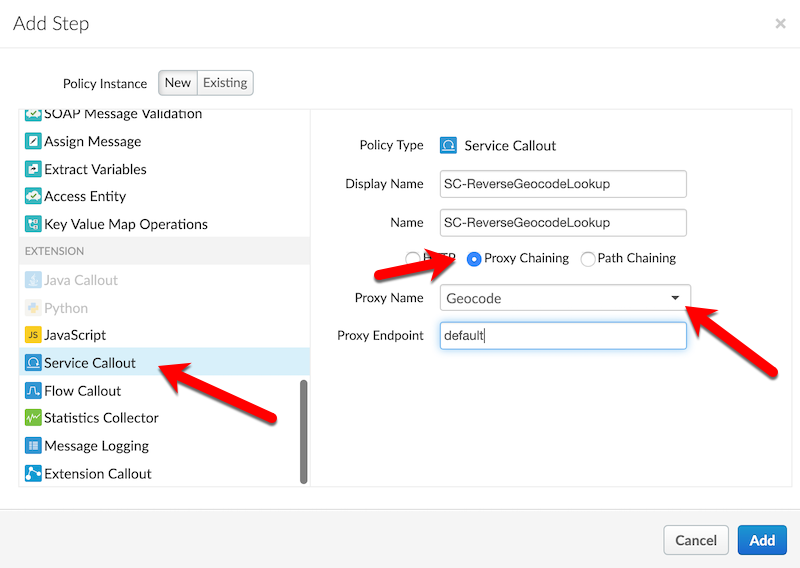 Add Step
×
Policy Instance New Existing
SOAP Message Validation
Assign Message
Extract Variables
Access Entity
Key Value Map Operations
EXTENSION
Java Callout
Python
JS JavaScript
Service Callout
Flow Callout
Statistics Collector
Message Logging
Extension Callout
Policy Type Service Callout
Display Name SC-ReverseGeocodeLookup
Name SC-ReverseGeocodeLookup
HTTP Proxy Chaining Path Chaining
Proxy Name Geocode
Proxy Endpoint default
Cancel Add